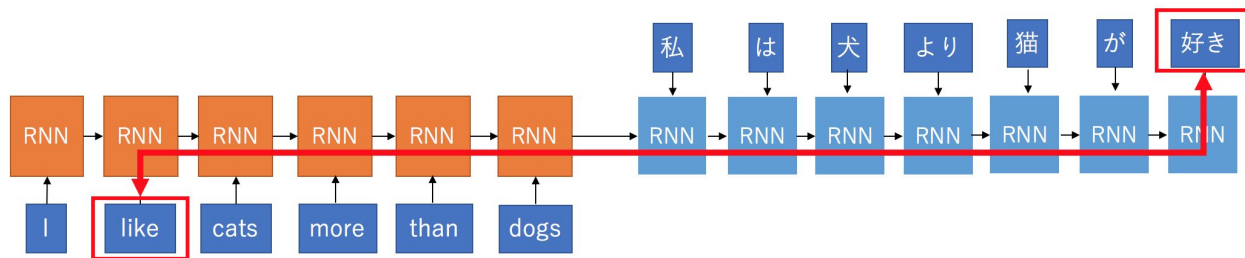 私 は 犬 より 猫 が 好き
RNN RNN RNN RNN RNN RNN RNN RNN RNN RNN RNN RNN RNN
I like cats more than dogs